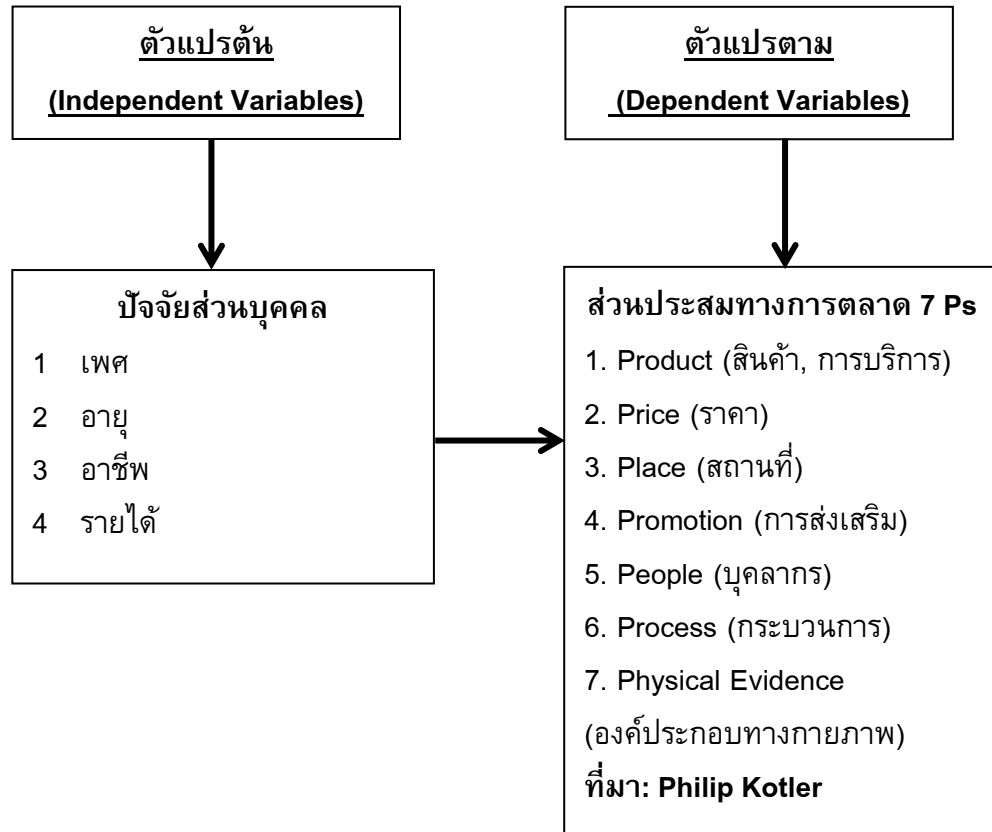 ตัวแปรต้น
(Independent Variables)
ตัวแปรตาม
(Dependent Variables)
ปัจจัยส่วนบุคคล
1 เพศ
2 อายุ
3 อาชีพ
4 รายได้
ส่วนประสมทางการตลาด 7 Ps
1. Product (สินค้า, การบริการ)
2. Price (ราคา)
3. Place (สถานที่)
4. Promotion (การส่งเสริม)
5. People (บุคลากร)
6. Process (กระบวนการ)
7. Physical Evidence
(องค์ประกอบทางกายภาพ)
ที่มา: Philip Kotler